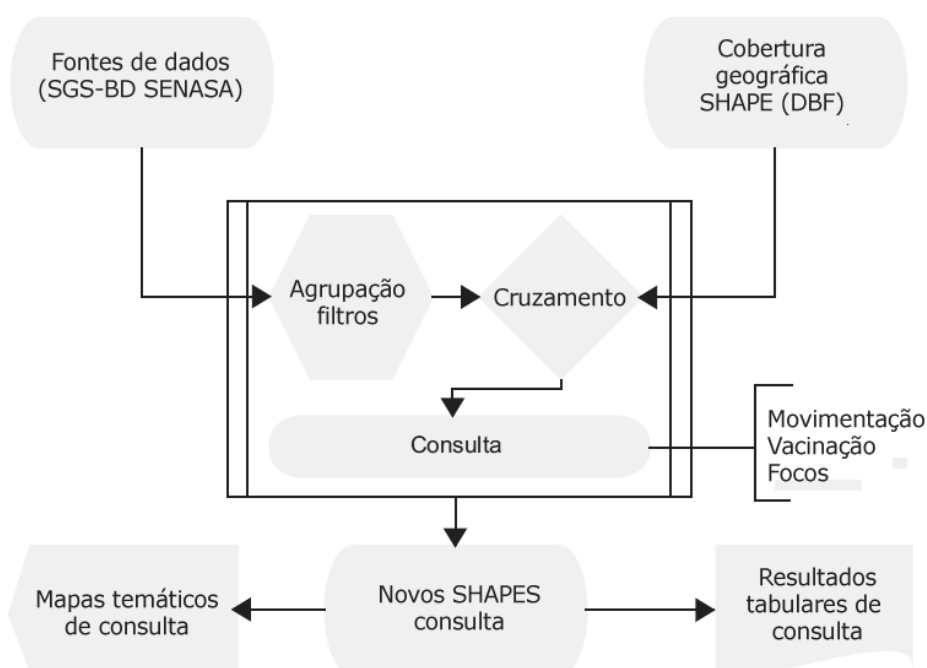 Fontes de dados
(SGS-BD SENASA)
Cobertura
geográfica
SHAPE (DBF)
Agrupação
filtros
Cruzamento
Consulta
Movimentação
Vacinação
Focos
Mapas temáticos
de consulta
Novos SHAPES
consulta
Resultados
tabulares de
consulta